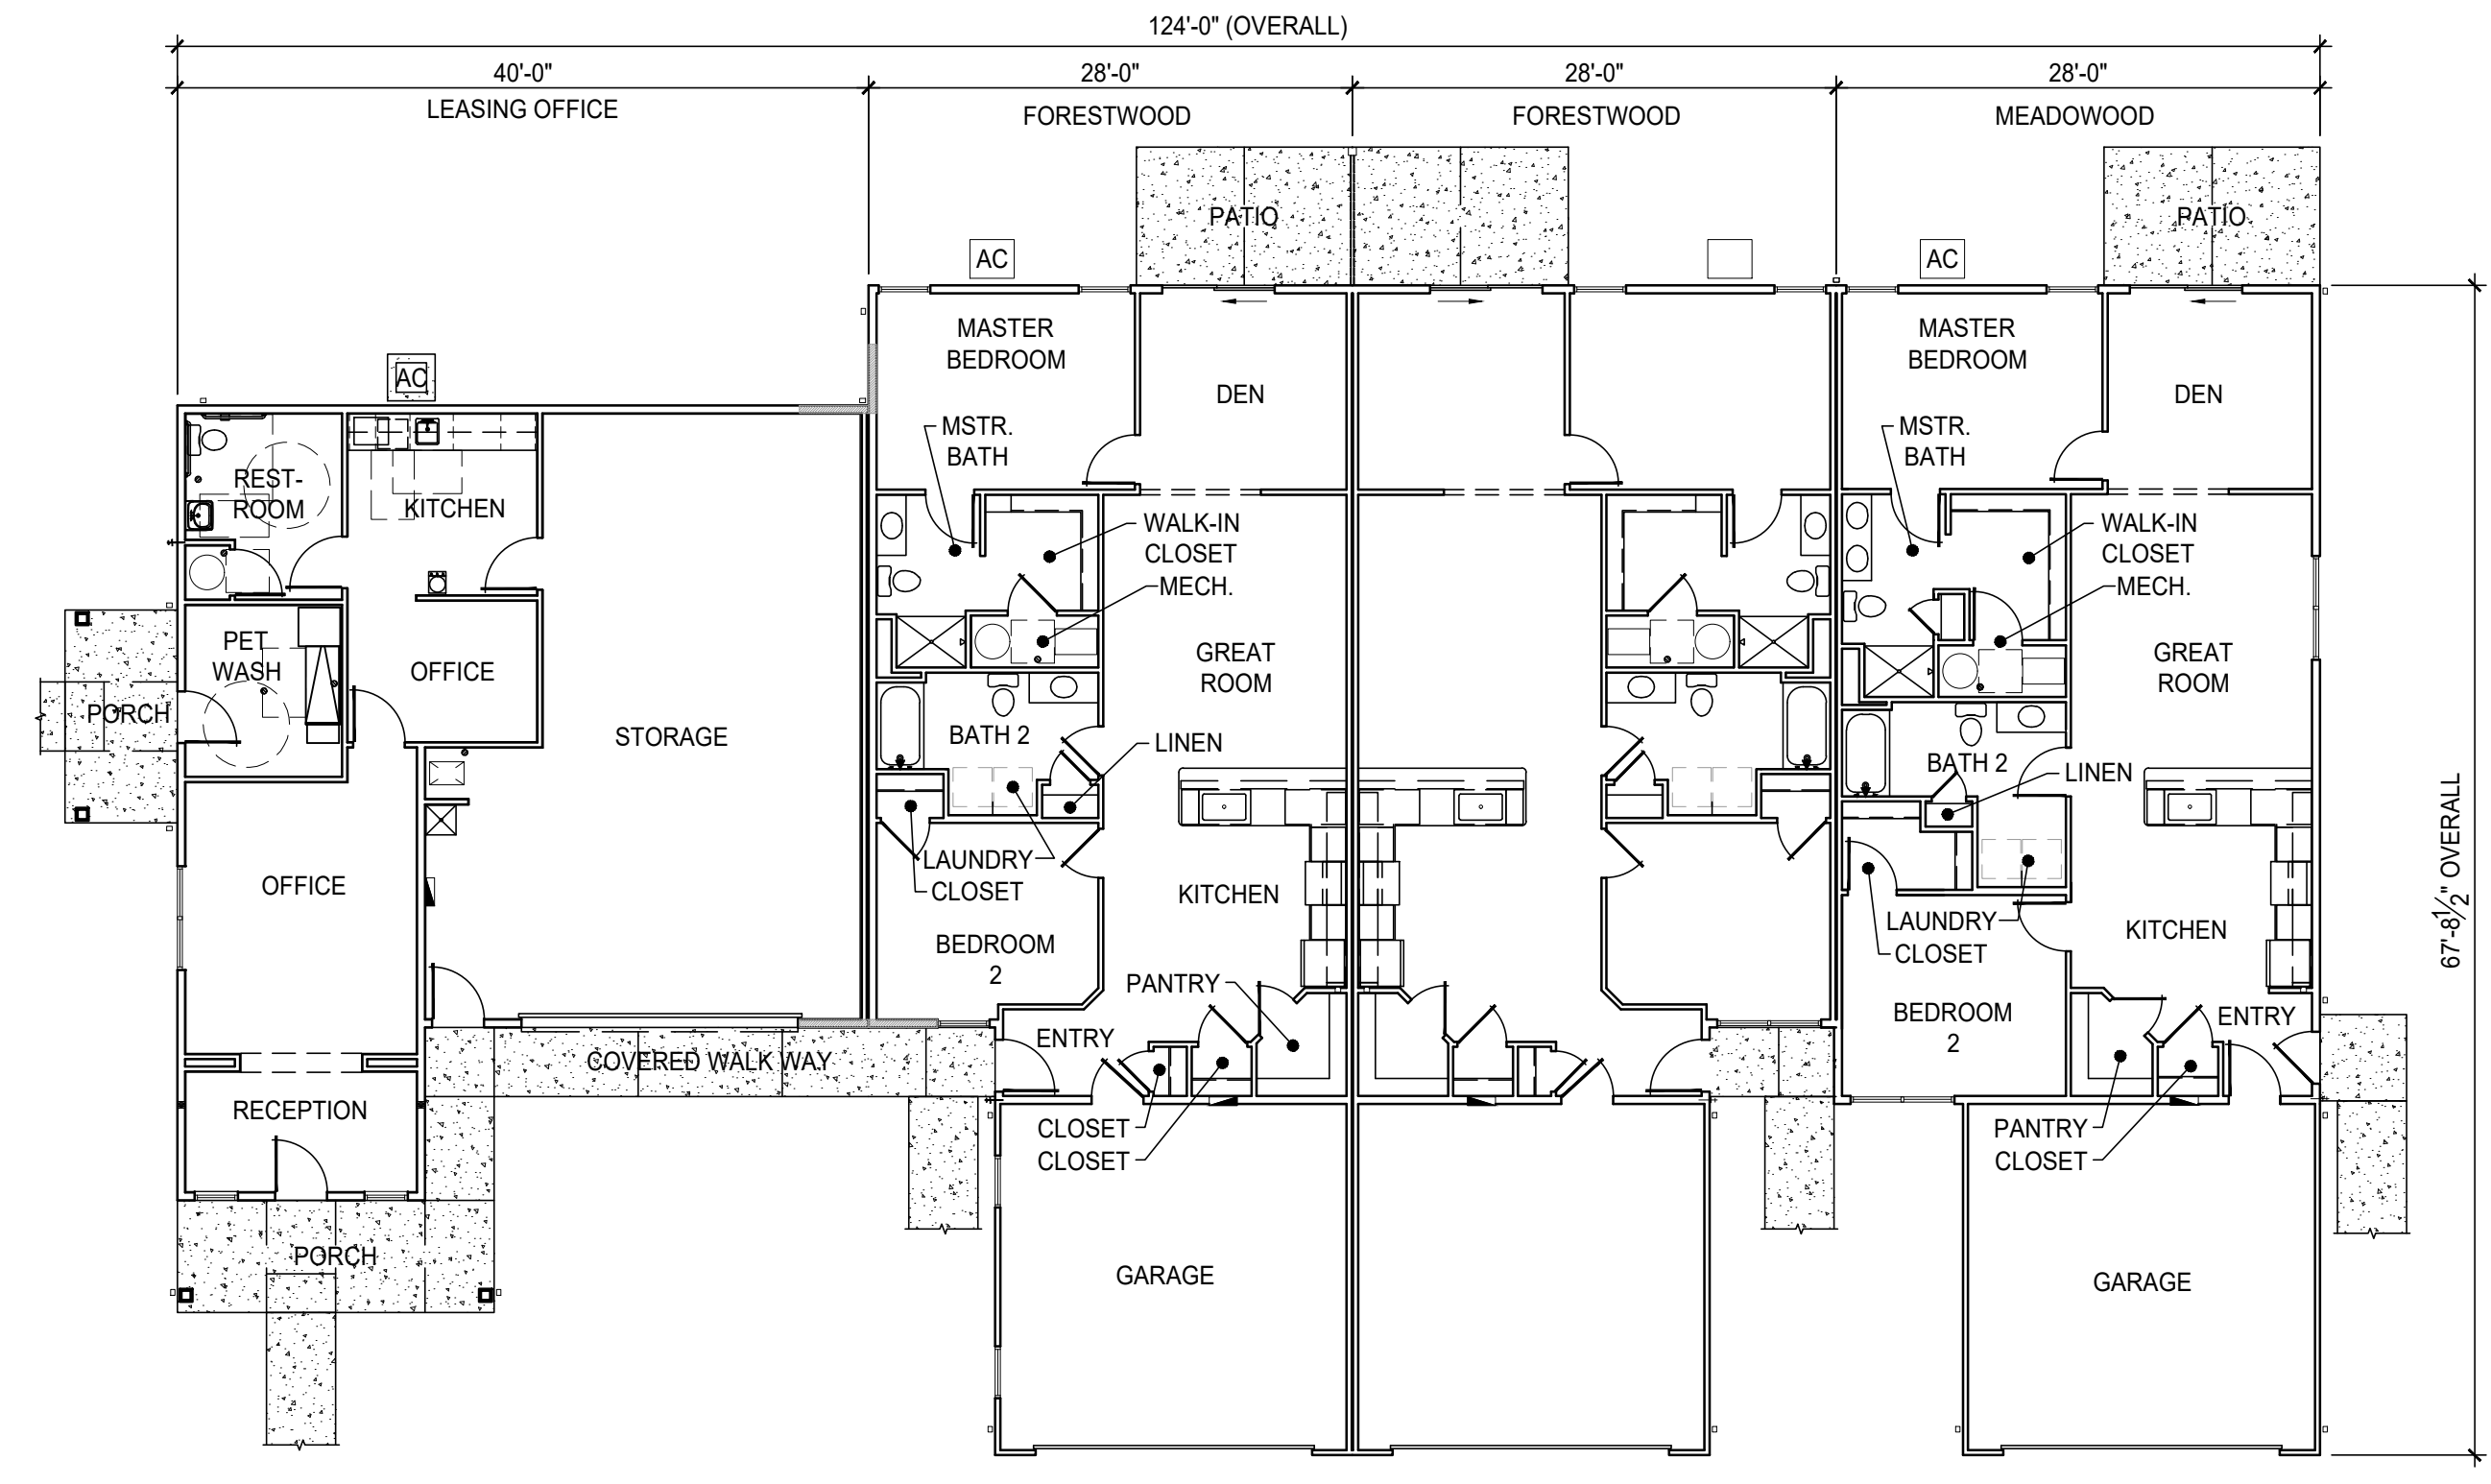 124'-0" (OVERALL)
40'-0"
28'-0"
28'-0"
28'-0"
LEASING OFFICE
FORESTWOOD
FORESTWOOD
MEADOWOOD
PATIO
PATIO
AC
AC
AC
MASTER
BEDROOM
DEN
MSTR.
BATH
MASTER
BEDROOM
DEN
MSTR.
BATH
REST-
ROOM
KITCHEN
WALK-IN
CLOSET
MECH.
WALK-IN
CLOSET
MECH.
PET
WASH
OFFICE
PORCH
STORAGE
GREAT
ROOM
BATH 2
LINEN
GREAT
ROOM
BATH 2
LINEN
OFFICE
LAUNDRY
CLOSET
KITCHEN
BEDROOM
2
PANTRY
LAUNDRY
CLOSET
KITCHEN
BEDROOM
2
ENTRY
67'-8½" OVERALL
COVERED WALK WAY
ENTRY
RECEPTION
CLOSET
CLOSET
PANTRY
CLOSET
PORCH
GARAGE
GARAGE